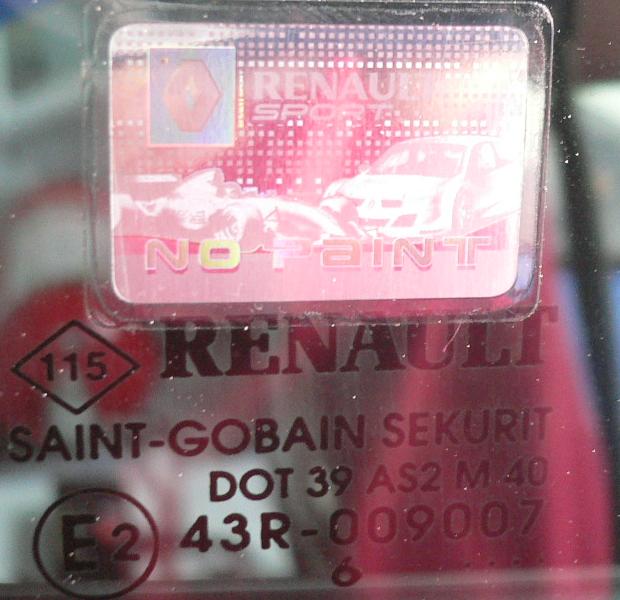 RENAULT
SPORT
NO PaINT
115
RENAULT
SAINT-GOBAIN SEKURIT
DOT 39 AS2 M 40
E2 43R-009007
6 ....